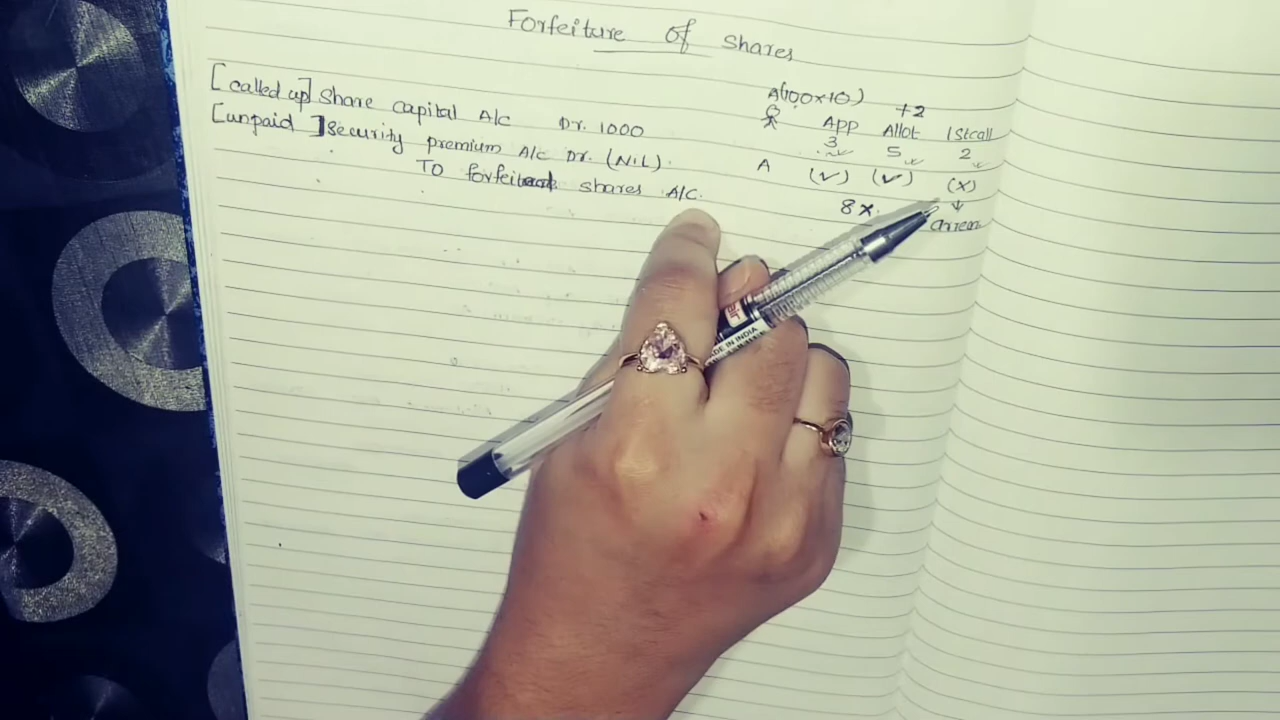 Forfeiture of Shares
[called up] Share capital A/c Dr. 1000
[unpaid ] Security premium A/c Dr. (NIL).
To forfeited shares A/c.
A(100×10)
+2
App Allot 1st call
3 5 2
A (✓) (✓) (x)
8 x
↓
arrear
MADE IN INDIA